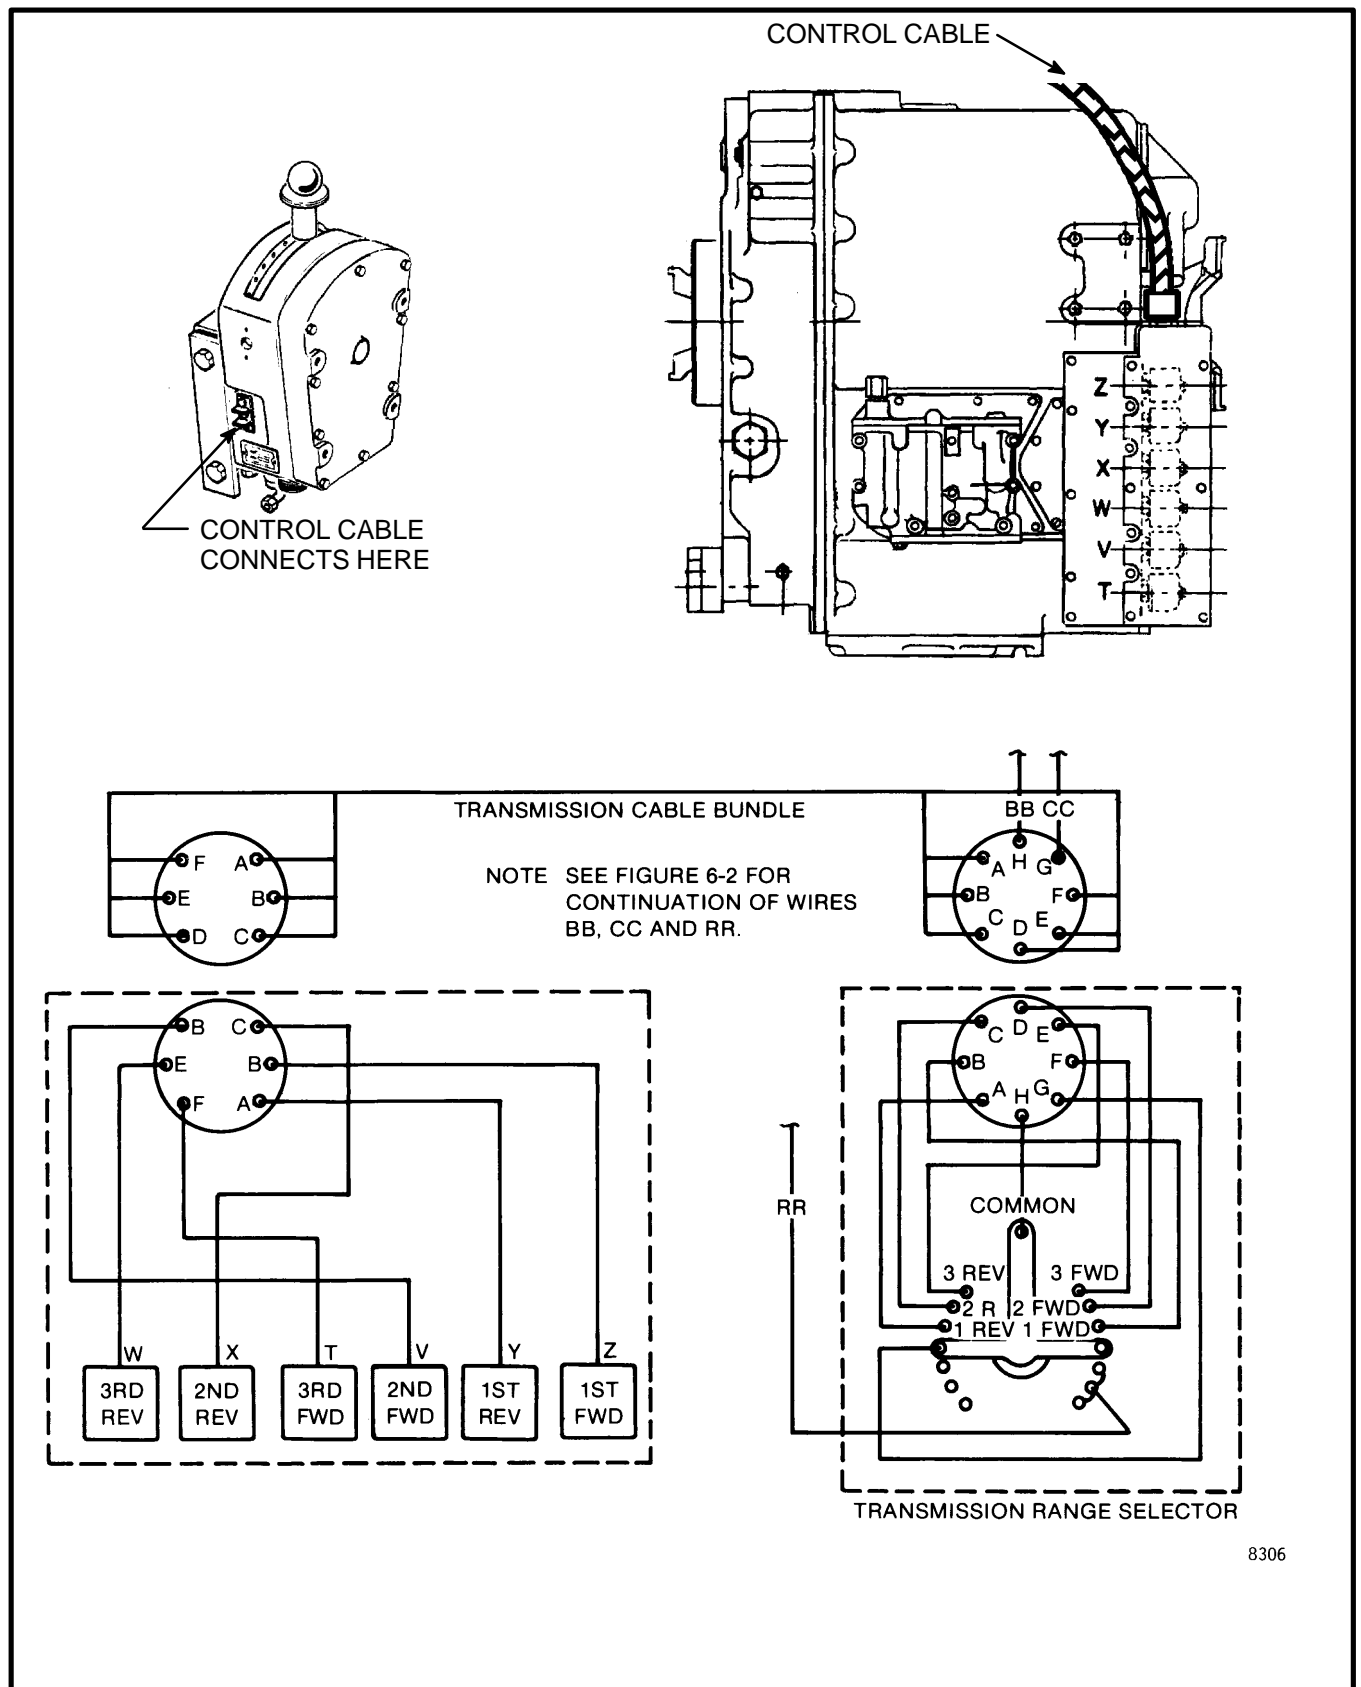 CONTROL CABLE
CONTROL CABLE
CONNECTS HERE
Z
Y
X
W
V
T
TRANSMISSION CABLE BUNDLE
BB CC
F A
E B
D C
NOTE SEE FIGURE 6-2 FOR
CONTINUATION OF WIRES
BB, CC AND RR.
A H G
B F
C D E
B C
E B
F A
C D E
B F
A H G
RR
COMMON
3 REV 3 FWD
2 R 2 FWD
1 REV 1 FWD
W X T V Y Z
3RD
REV
2ND
REV
3RD
FWD
2ND
FWD
1ST
REV
1ST
FWD
TRANSMISSION RANGE SELECTOR
8306